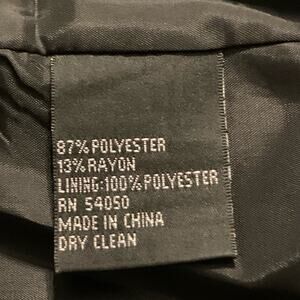 87% POLYESTER
13% RAYON
LINING:100% POLYESTER
RN 54050
MADE IN CHINA
DRY CLEAN